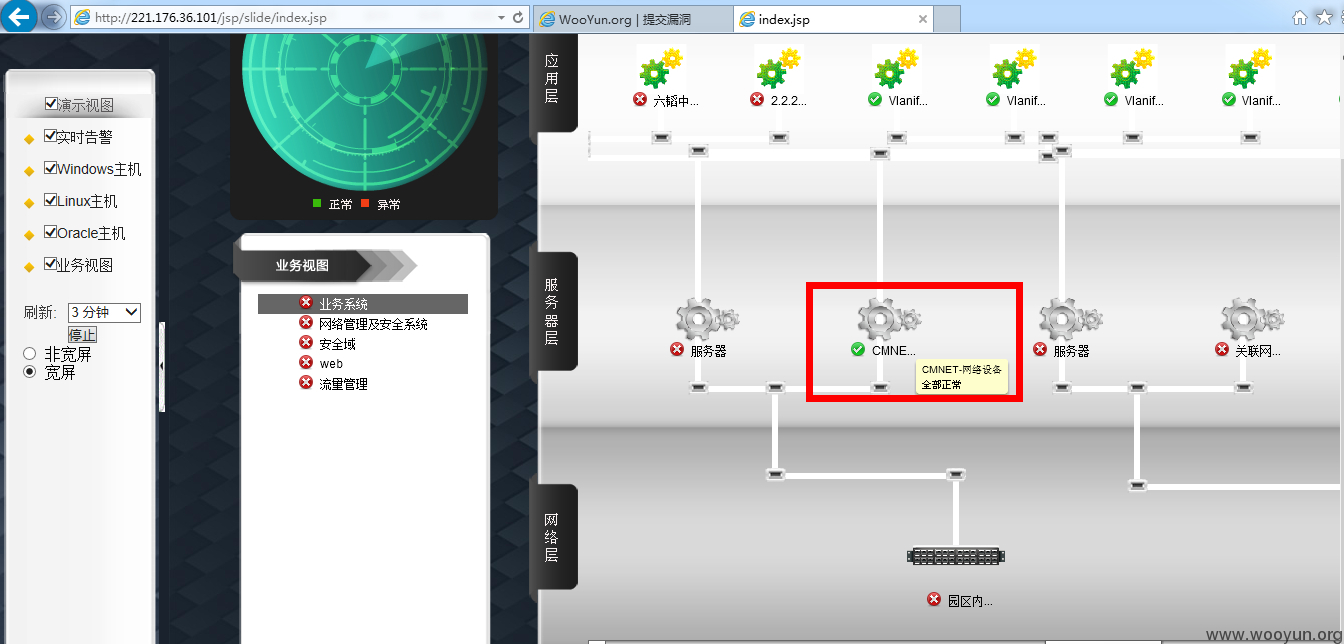 http://221.176.36.101/jsp/slide/index.jsp
WooYun.org | 提交漏洞
index.jsp
演示视图
实时告警
Windows主机
Linux主机
Oracle主机
业务视图
刷新:
3 分钟
停止
非宽屏
宽屏
正常
异常
业务视图
业务系统
网络管理及安全系统
安全域
web
流量管理
应用层
六韬中...
2.2.2...
Vlanif...
Vlanif...
Vlanif...
Vlanif...
服务器层
服务器
CMNE...
服务器
关联网...
CMNET-网络设备
全部正常
网络层
园区内...
www.wooyun.org